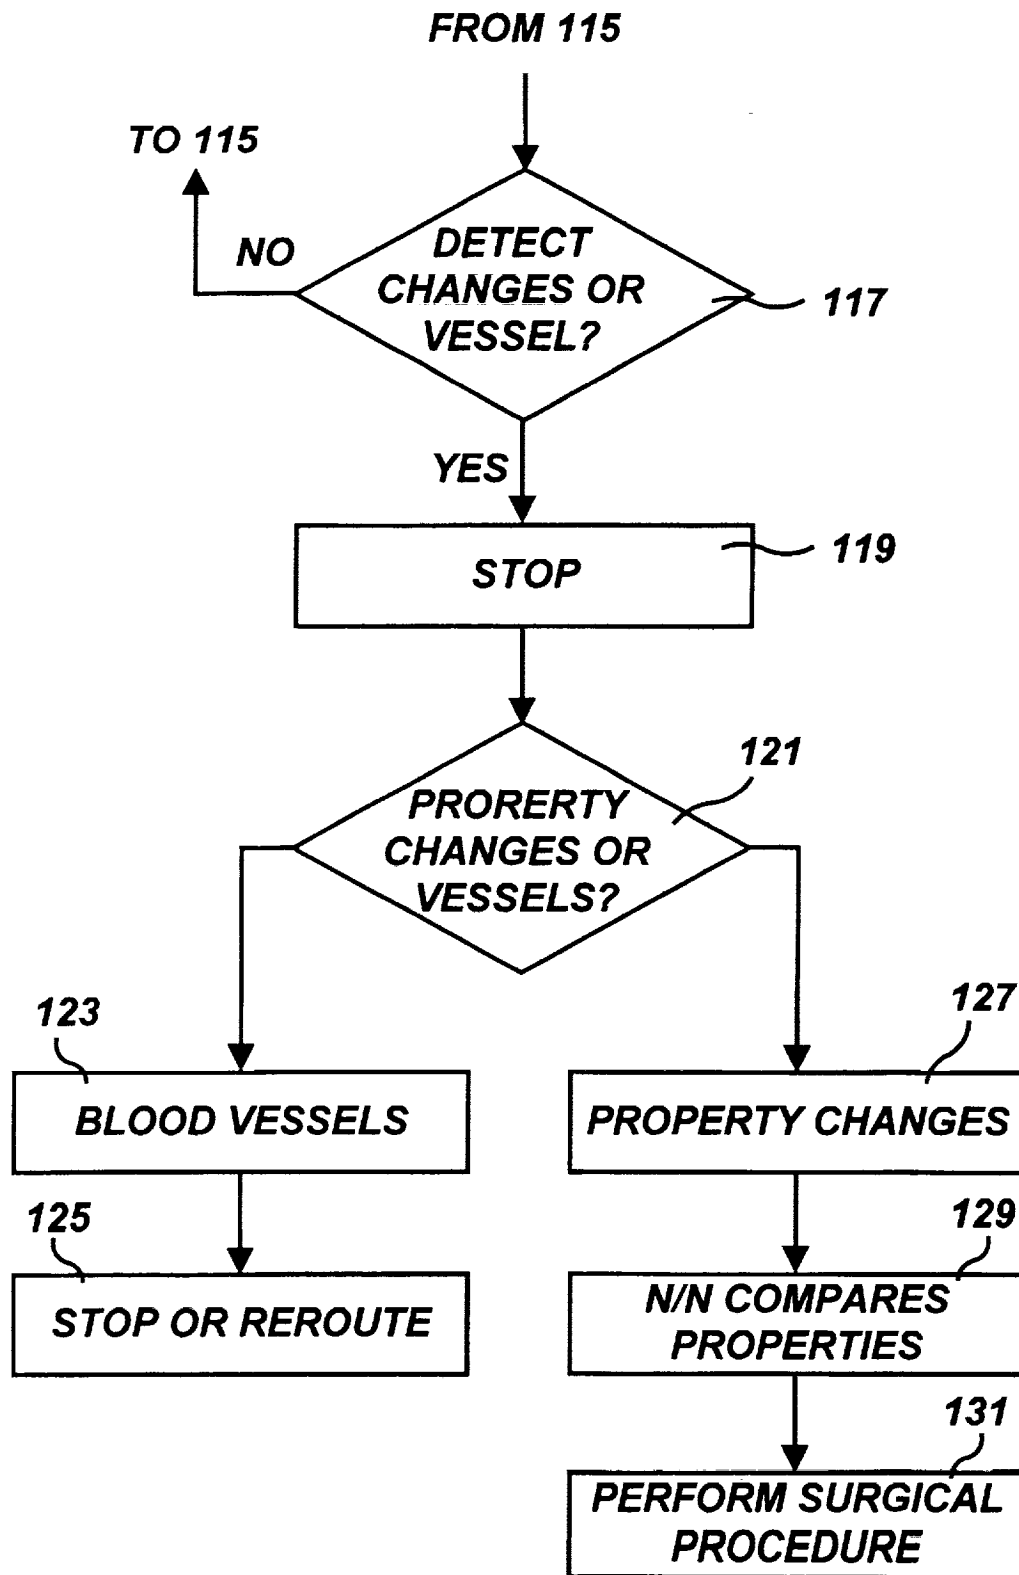 FROM 115
TO 115
NO
DETECT
CHANGES OR
VESSEL?
117
YES
STOP
119
121
PRORERTY
CHANGES OR
VESSELS?
123
BLOOD VESSELS
125
STOP OR REROUTE
127
PROPERTY CHANGES
129
N/N COMPARES
PROPERTIES
131
PERFORM SURGICAL
PROCEDURE